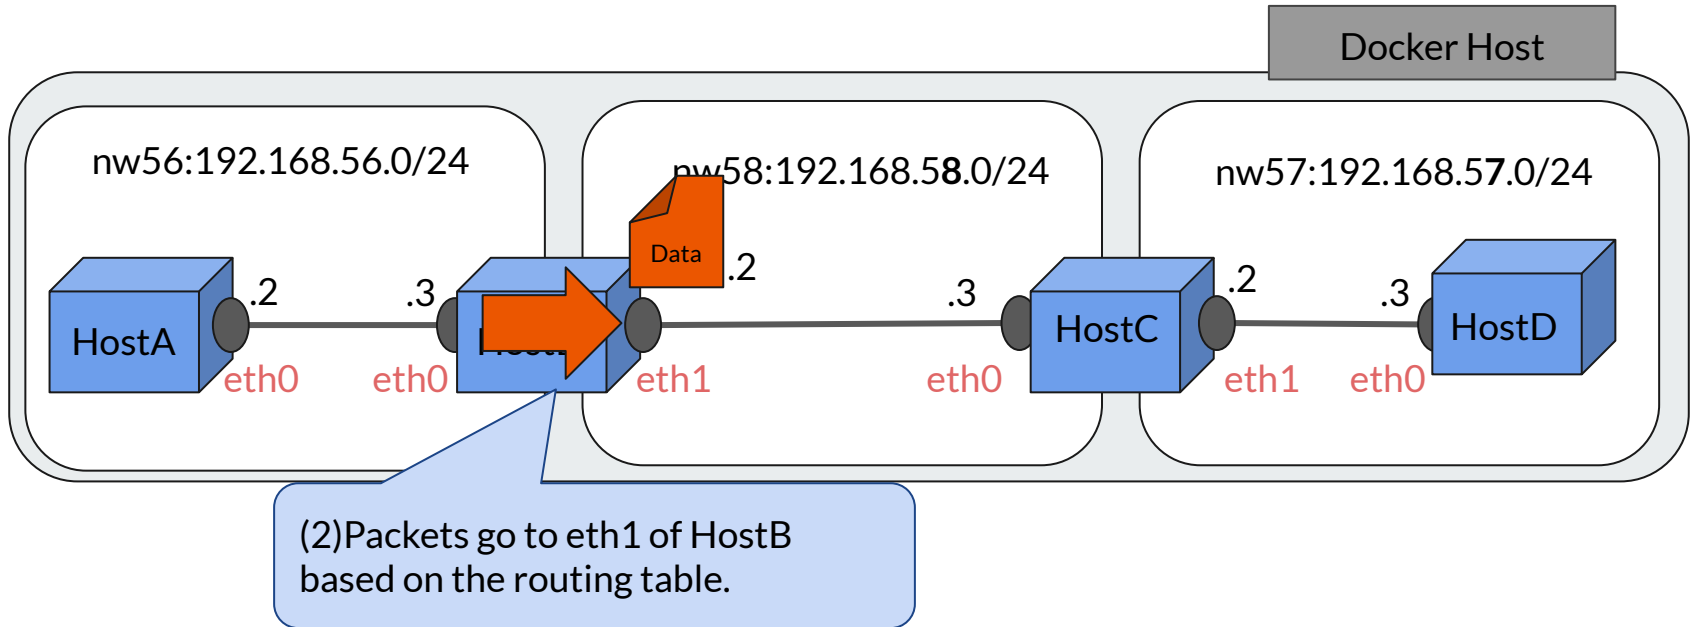 Docker Host
nw56:192.168.56.0/24
nw58:192.168.58.0/24
nw57:192.168.57.0/24
Data
.2
.3
.2
.3
.2
.3
HostA
HostC
HostD
eth0
eth0
eth1
eth0
eth1
eth0
(2)Packets go to eth1 of HostB
based on the routing table.